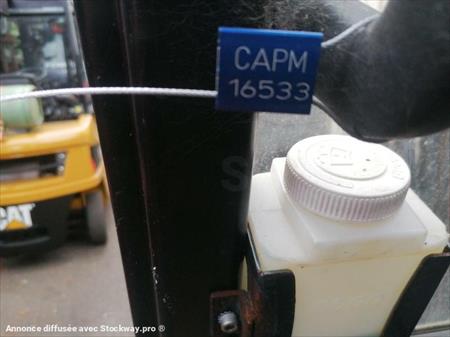 CAPM
16533
CAT
Annonce diffusée avec Stockway.pro ®